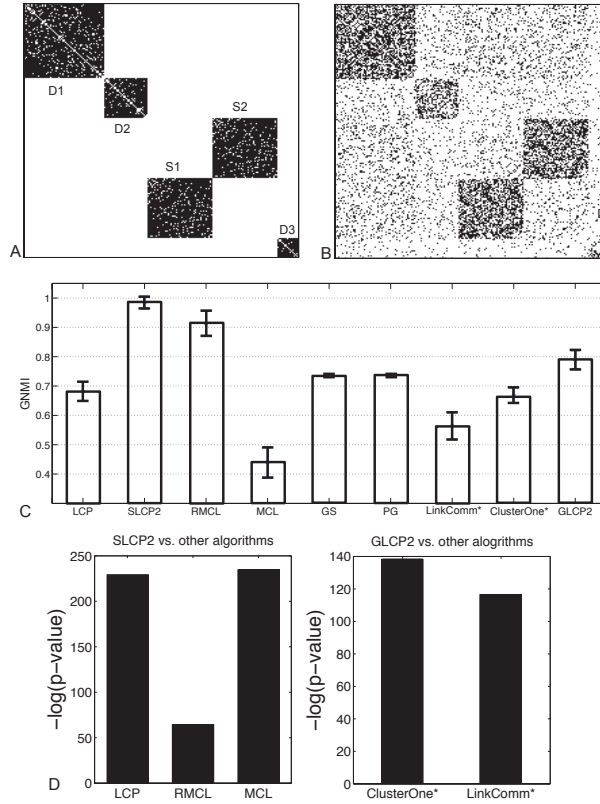 D1
D2
S2
S1
D3
A
B
1
0.9
0.8
0.7
0.6
0.5
0.4
GNMI
C
LCP SLCP2 RMCL MCL GS PG LinkComm* ClusterOne* GLCP2
SLCP2 vs. other algorithms
250
200
150
100
50
0
-log(p-value)
D
LCP RMCL MCL
GLCP2 vs. other alogrithms
140
120
100
80
60
40
20
0
-log(p-value)
ClusterOne* LinkComm*